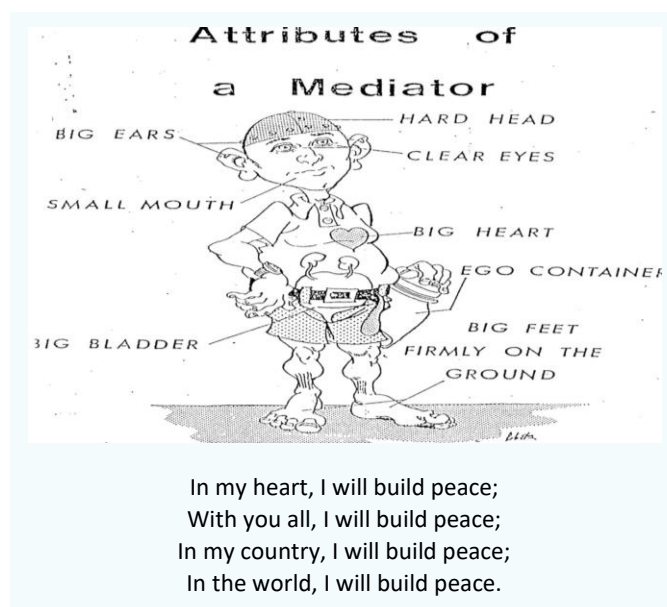 Attributes of
a Mediator
HARD HEAD
BIG EARS
CLEAR EYES
SMALL MOUTH
BIG HEART
EGO CONTAINER
BIG BLADDER
BIG FEET
FIRMLY ON THE
GROUND
In my heart, I will build peace;
With you all, I will build peace;
In my country, I will build peace;
In the world, I will build peace.